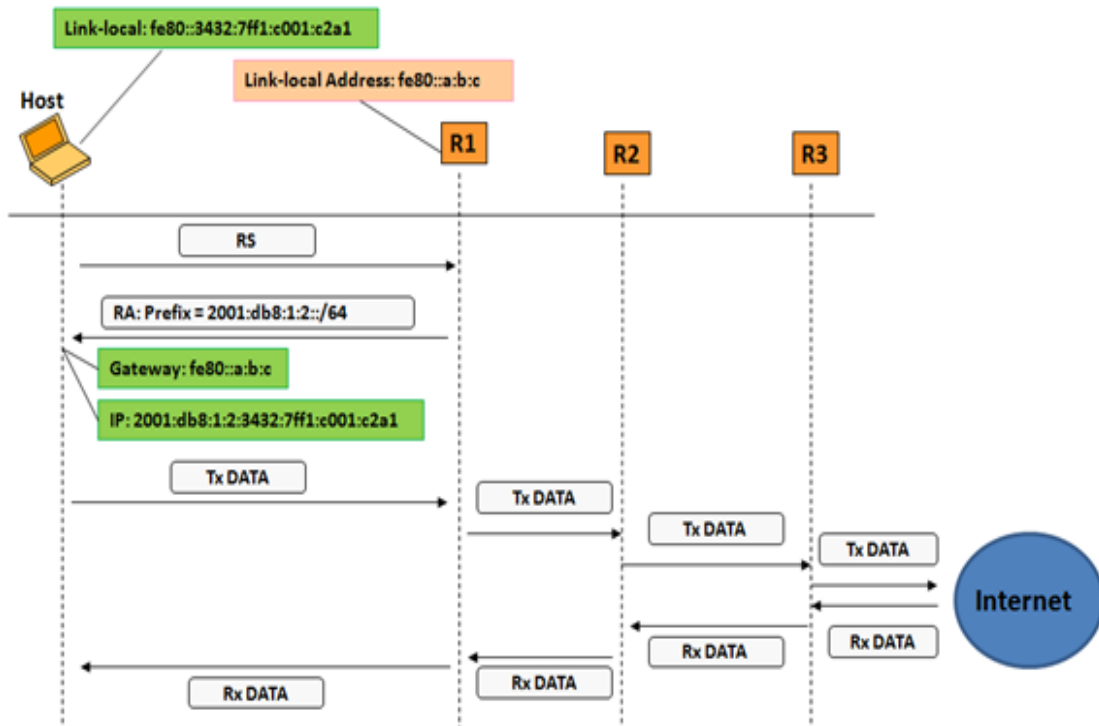 Link-local: fe80::3432:7ff1:c001:c2a1
Link-local Address: fe80::a:b:c
Host
R1
R2
R3
RS
RA: Prefix = 2001:db8:1:2::/64
Gateway: fe80::a:b:c
IP: 2001:db8:1:2:3432:7ff1:c001:c2a1
Tx DATA
Tx DATA
Tx DATA
Tx DATA
Internet
Rx DATA
Rx DATA
Rx DATA
Rx DATA